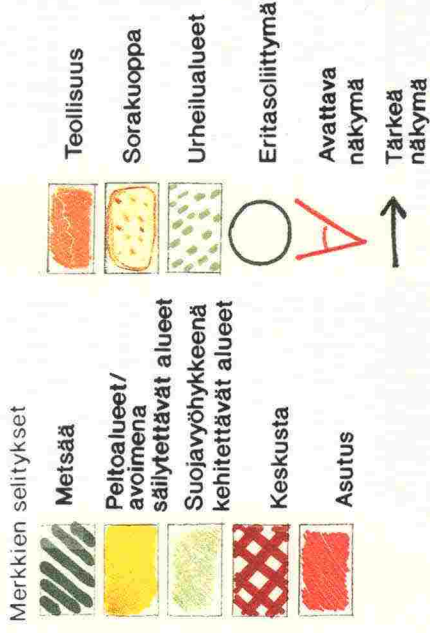 Merkkien selitykset
Metsää
Peltoalueet/
avoimena
säilytettävät alueet
Suojavyöhykkeenä
kehitettävät alueet
Keskusta
Asutus
Teollisuus
Sorakuoppa
Urheilualueet
Eritasoliittymä
Avattava
näkymä
Tärkeä
näkymä